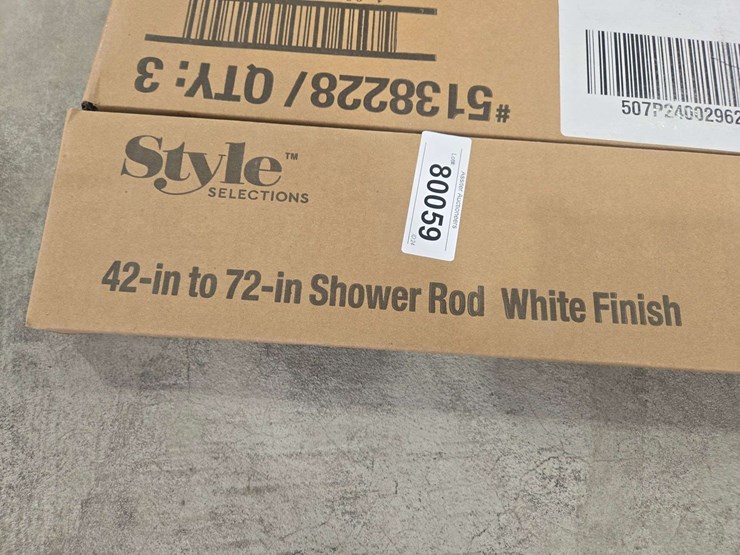 #5138228/ QTY: 3
507P24002962
Style™
SELECTIONS
80059
42-in to 72-in Shower Rod White Finish